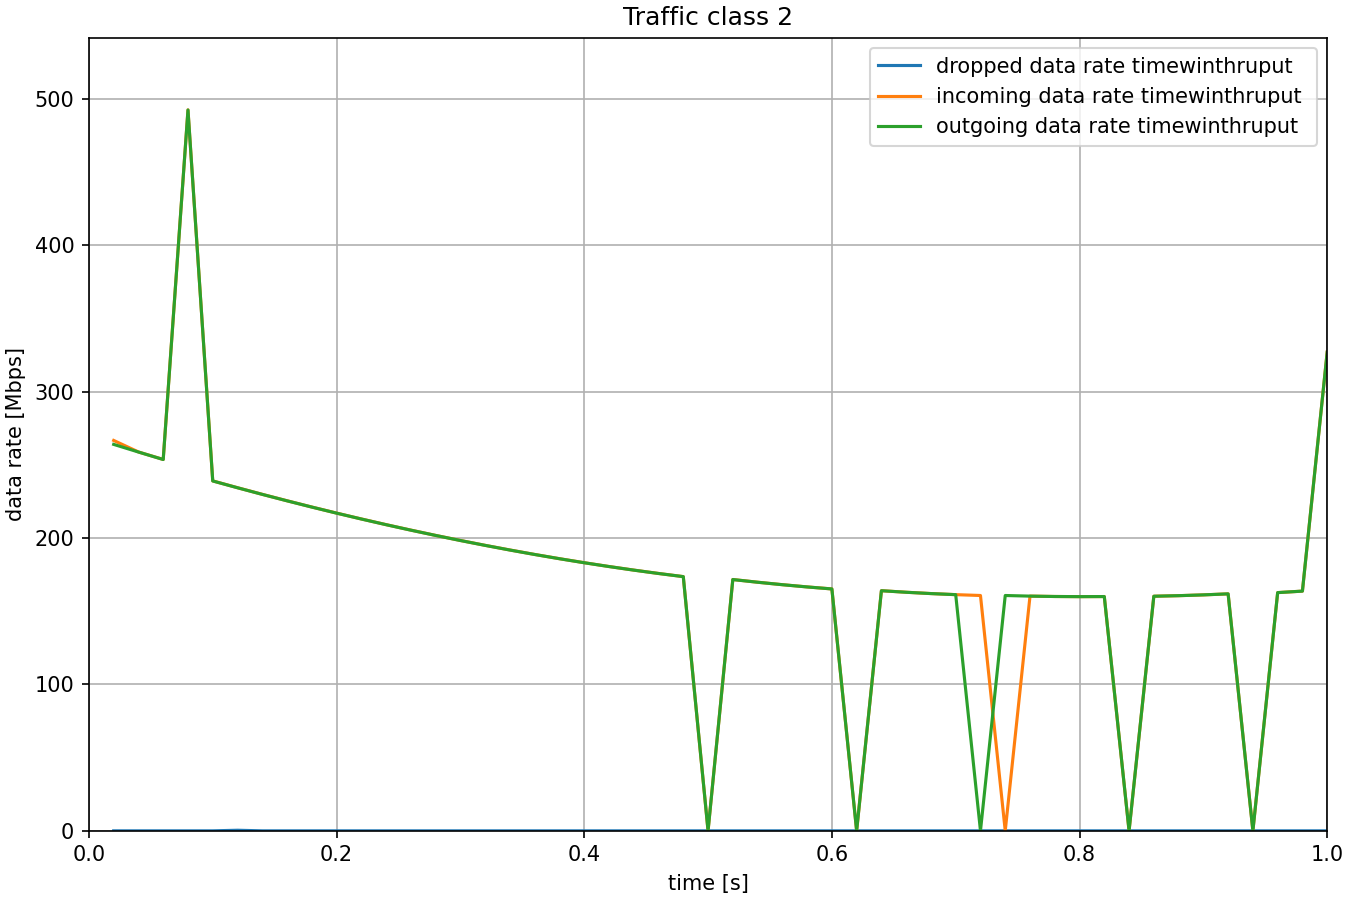 Traffic class 2
dropped data rate timewinthruput
incoming data rate timewinthruput
outgoing data rate timewinthruput
data rate [Mbps]
500
400
300
200
100
0
0.0 0.2 0.4 0.6 0.8 1.0
time [s]